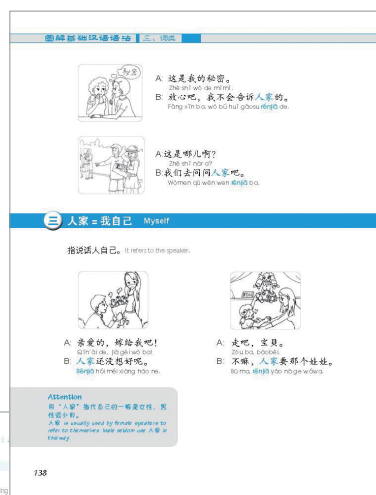 图解基础汉语语法 三、词类
秘密
A: 这是我的秘密。
Zhè shì wǒ de mìmì.
B: 放心吧，我不会告诉人家的。
Fàng xīn ba, wǒ bú huì gàosu rénjiā de.
A:这是哪儿啊?
Zhè shì nǎr a?
B:我们去问问人家吧。
Wǒmen qù wèn wen rénjiā ba.
三 人家 = 我自己 Myself
指说话人自己。It refers to the speaker.
A: 亲爱的，嫁给我吧!
Qīn'ài de, jià gěi wǒ ba!
B: 人家还没想好呢。
Rénjiā hái méi xiǎng hǎo ne.
A: 走吧，宝贝。
Zǒu ba, bǎobèi.
B: 不嘛，人家要那个娃娃。
Bù ma, rénjiā yào nà ge wáwa.
Attention
用“人家”指代自己的一般是女性，男
性很少用。
人家 is usually used by female speakers to
refer to themselves. Male seldom use 人家 in
this way.
138
ing